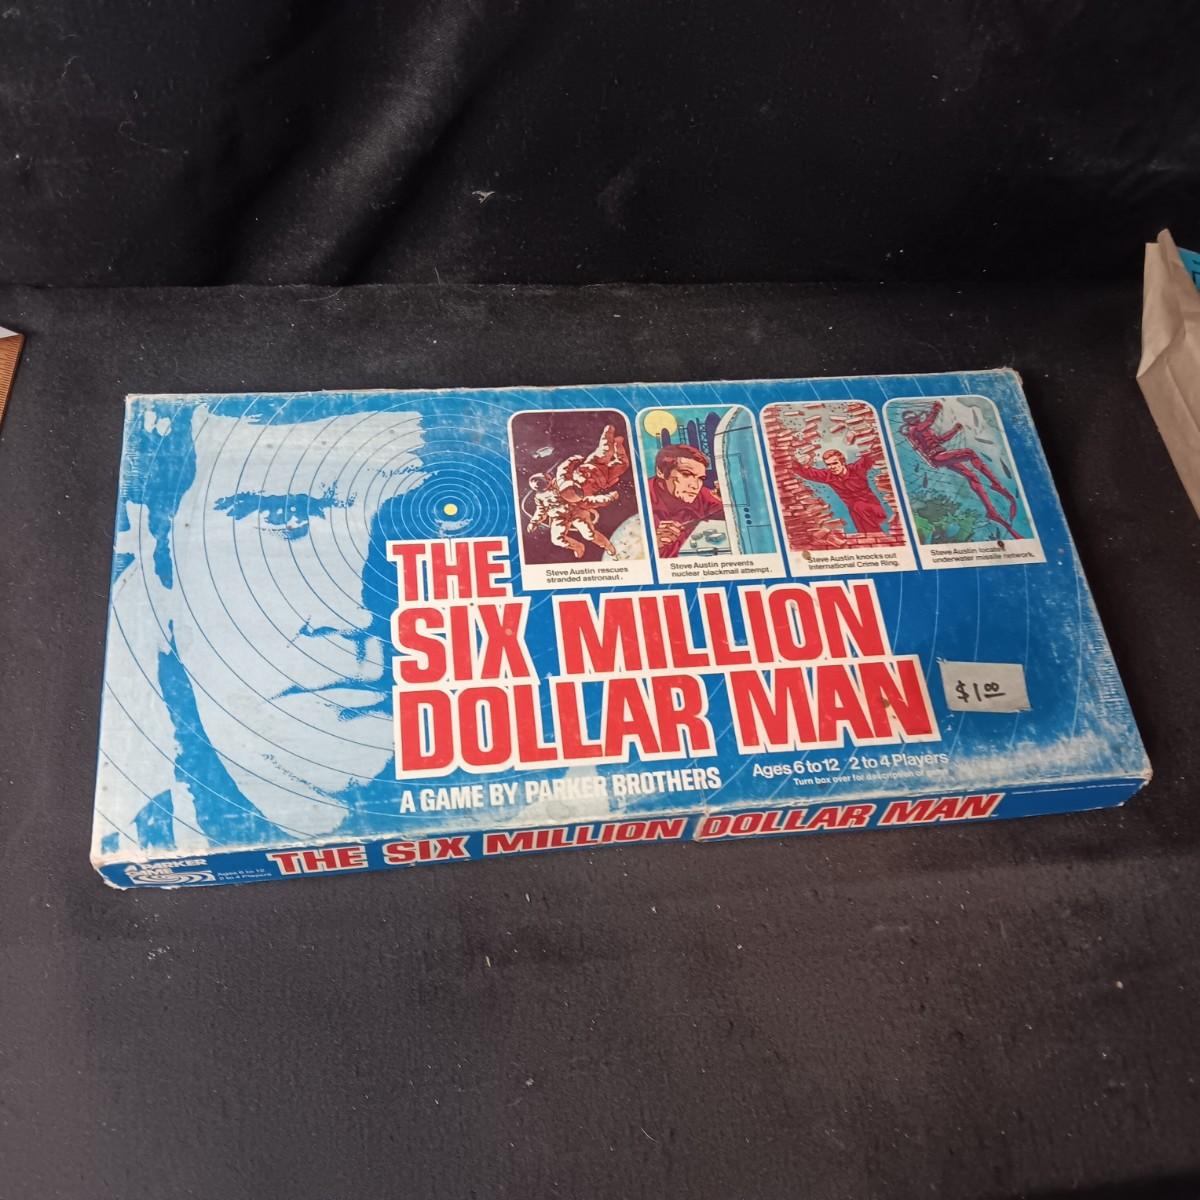 Steve Austin rescues
stranded astronaut.
Steve Austin prevents
nuclear blackmail attempt.
Steve Austin knocks out
International Crime Ring.
Steve Austin locates
underwater missile network.
THE
SIX MILLION
DOLLAR MAN
$1.00
A GAME BY PARKER BROTHERS
Ages 6 to 12 2 to 4 Players
Turn box over for description of game
A PARKER
GAME
Ages 6 to 12
2 to 4 Players
THE SIX MILLION DOLLAR MAN